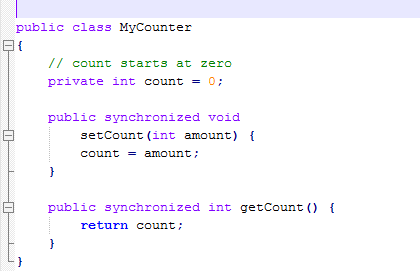 public class MyCounter
{
    // count starts at zero
    private int count = 0;

    public synchronized void
        setCount(int amount) {
        count = amount;
    }

    public synchronized int getCount() {
        return count;
    }
}